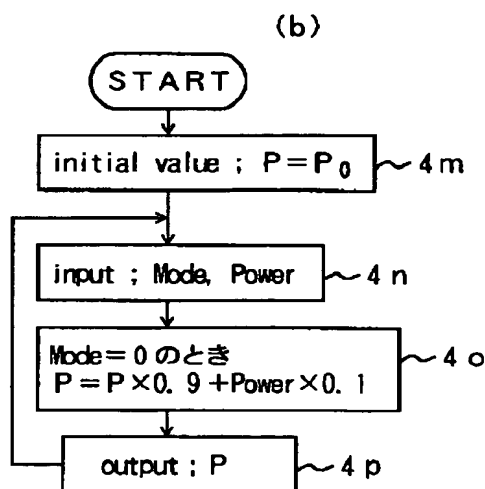 (b)
START
initial value ; P=P₀
4m
input ; Mode, Power
4n
Mode=0 のとき
P=P×0. 9+Power×0. 1
4o
output ; P
4p